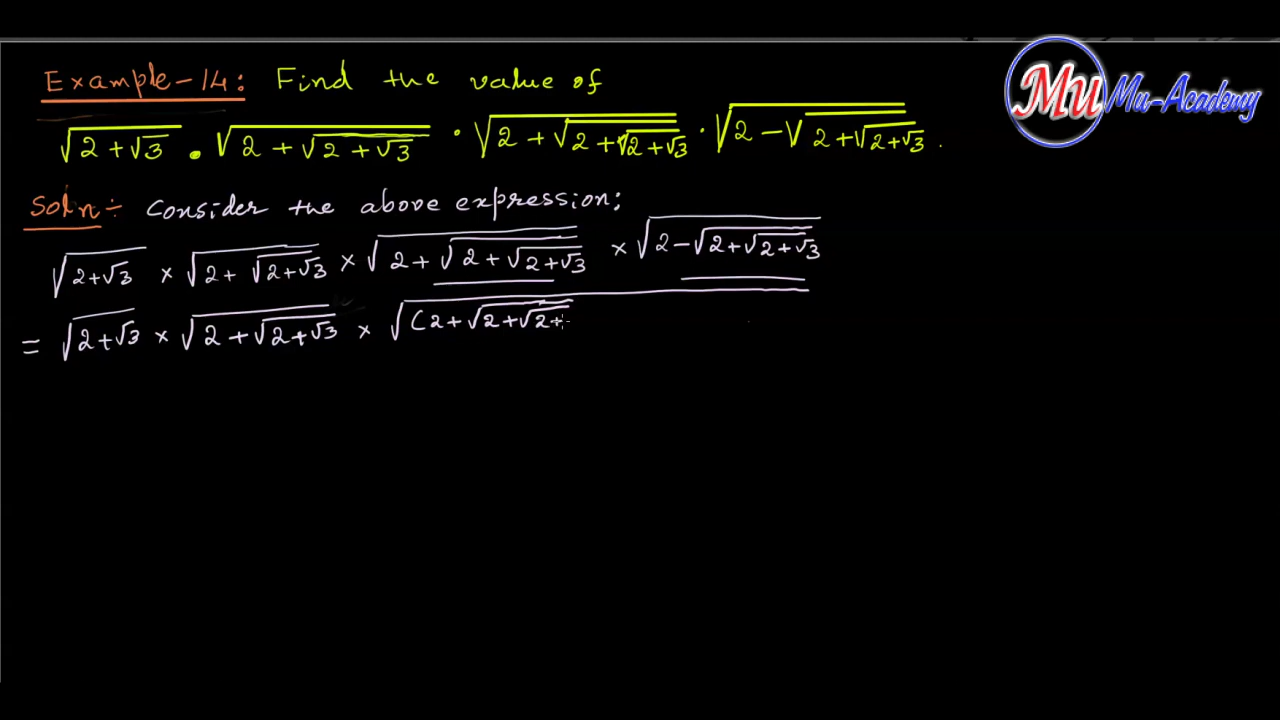 Example-14: Find the value of
√(2+√3) . √(2+√(2+√3)) . √(2+√(2+√(2+√3))) . √(2-√(2+√(2+√3))) .
Mu Mu-Academy
Soln÷ Consider the above expression;
√(2+√3) × √(2+√(2+√3)) × √(2+√(2+√(2+√3))) × √(2-√(2+√(2+√3)))
= √(2+√3) × √(2+√(2+√3)) × √((2+√(2+√(2+